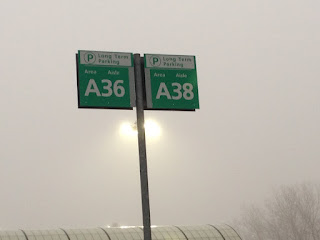 P Long Term
Parking
Area Aisle
A36
P Long Term
Parking
Area Aisle
A38